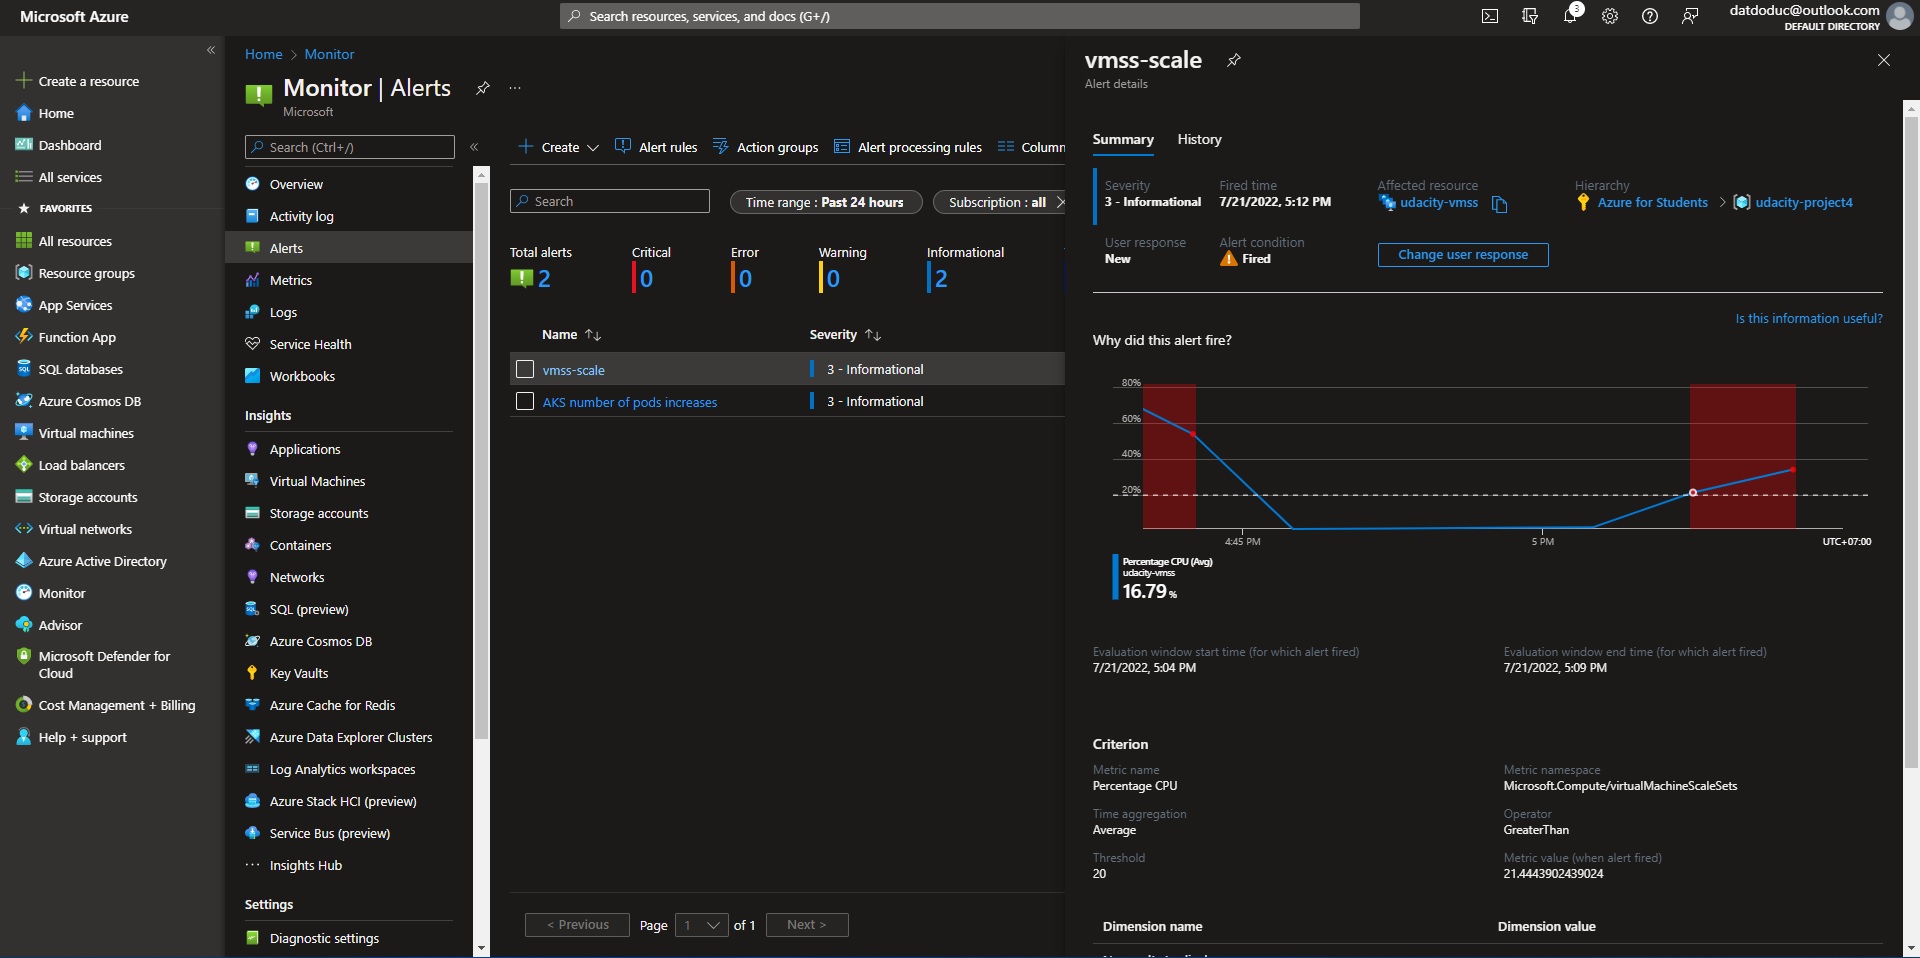 Microsoft Azure
Search resources, services, and docs (G+/)
3
datdoduc@outlook.com
DEFAULT DIRECTORY
Create a resource
Home
Dashboard
All services
FAVORITES
All resources
Resource groups
App Services
Function App
SQL databases
Azure Cosmos DB
Virtual machines
Load balancers
Storage accounts
Virtual networks
Azure Active Directory
Monitor
Advisor
Microsoft Defender for
Cloud
Cost Management + Billing
Help + support
Home > Monitor
Monitor | Alerts
Microsoft
Search (Ctrl+/)
Overview
Activity log
Alerts
Metrics
Logs
Service Health
Workbooks
Insights
Applications
Virtual Machines
Storage accounts
Containers
Networks
SQL (preview)
Azure Cosmos DB
Key Vaults
Azure Cache for Redis
Azure Data Explorer Clusters
Log Analytics workspaces
Azure Stack HCI (preview)
Service Bus (preview)
Insights Hub
Settings
Diagnostic settings
Create Alert rules Action groups Alert processing rules Column
Search Time range : Past 24 hours Subscription : all
Total alerts Critical Error Warning Informational
2 0 0 0 2
Name Severity
vmss-scale 3 - Informational
AKS number of pods increases 3 - Informational
< Previous Page 1 of 1 Next >
vmss-scale
Alert details
Summary History
Severity Fired time Affected resource Hierarchy
3 - Informational 7/21/2022, 5:12 PM udacity-vmss Azure for Students > udacity-project4
User response Alert condition
New Fired Change user response
Is this information useful?
Why did this alert fire?
80%
60%
40%
20%
4:45 PM 5 PM UTC+07:00
Percentage CPU (Avg)
udacity-vmss
16.79 %
Evaluation window start time (for which alert fired) Evaluation window end time (for which alert fired)
7/21/2022, 5:04 PM 7/21/2022, 5:09 PM
Criterion
Metric name Metric namespace
Percentage CPU Microsoft.Compute/virtualMachineScaleSets
Time aggregation Operator
Average GreaterThan
Threshold Metric value (when alert fired)
20 21.4443902439024
Dimension name Dimension value